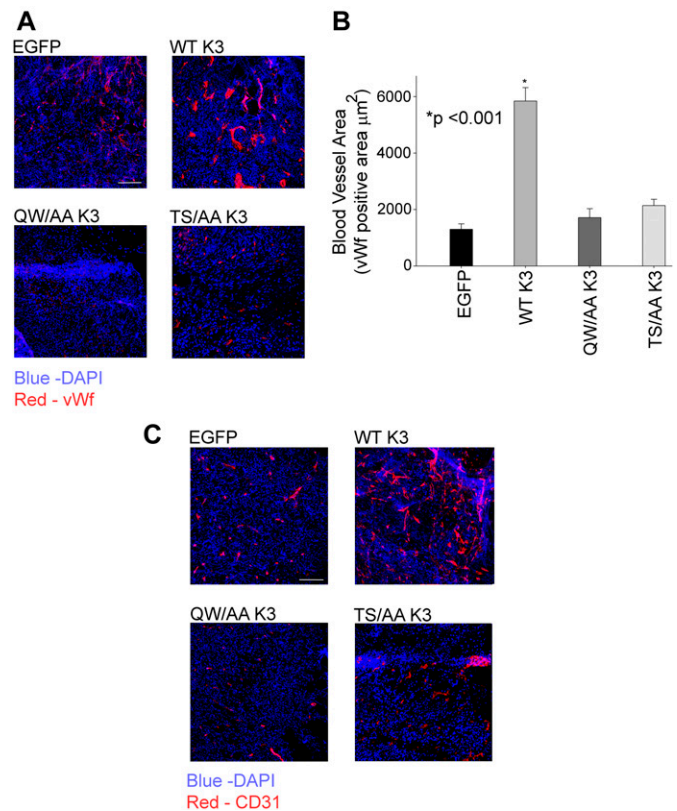 A
EGFP
WT K3
QW/AA K3
TS/AA K3
Blue -DAPI
Red - vWf
B
Blood Vessel Area
(vWf positive area µm2)
6000
4000
2000
0
*
*p <0.001
EGFP
WT K3
QW/AA K3
TS/AA K3
C
EGFP
WT K3
QW/AA K3
TS/AA K3
Blue -DAPI
Red - CD31